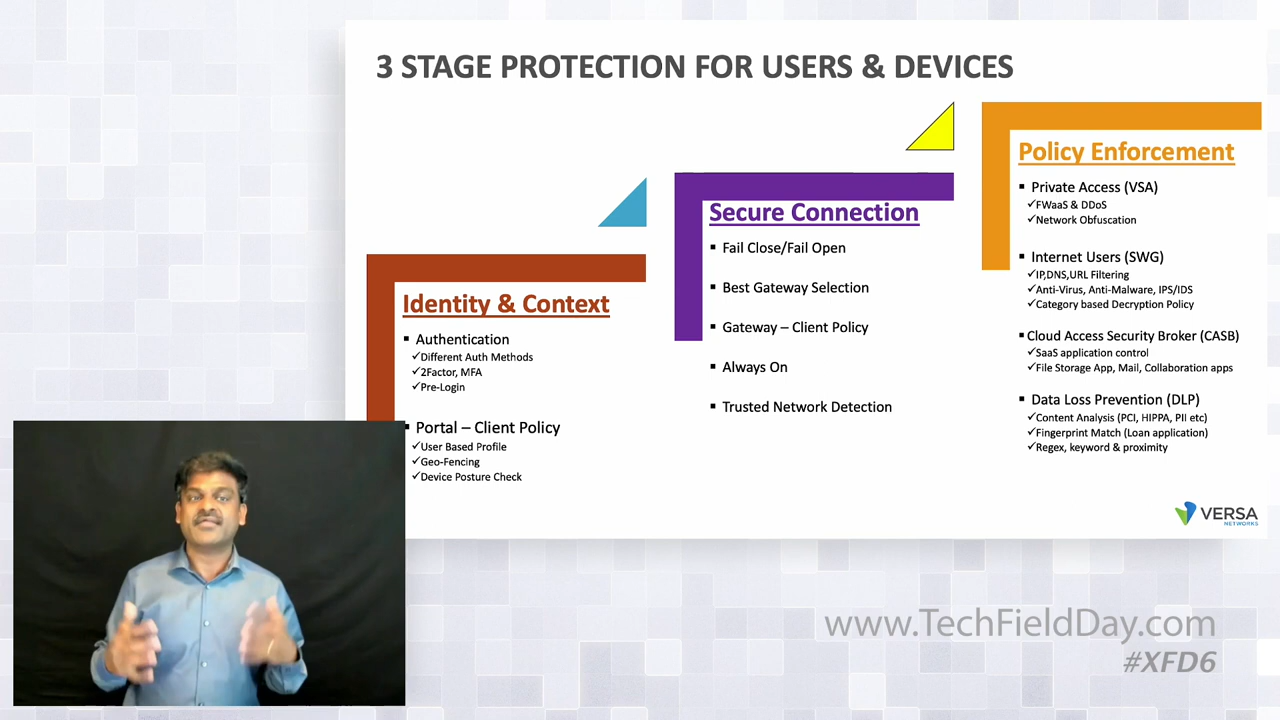 3 STAGE PROTECTION FOR USERS & DEVICES
Identity & Context
▪ Authentication
✓Different Auth Methods
✓2Factor, MFA
✓Pre-Login
▪ Portal – Client Policy
✓User Based Profile
✓Geo-Fencing
✓Device Posture Check
Secure Connection
▪ Fail Close/Fail Open
▪ Best Gateway Selection
▪ Gateway – Client Policy
▪ Always On
▪ Trusted Network Detection
Policy Enforcement
▪ Private Access (VSA)
✓FWaaS & DDoS
✓Network Obfuscation
▪ Internet Users (SWG)
✓IP,DNS,URL Filtering
✓Anti-Virus, Anti-Malware, IPS/IDS
✓Category based Decryption Policy
▪Cloud Access Security Broker (CASB)
✓SaaS application control
✓File Storage App, Mail, Collaboration apps
▪ Data Loss Prevention (DLP)
✓Content Analysis (PCI, HIPPA, PII etc)
✓Fingerprint Match (Loan application)
✓Regex, keyword & proximity
VERSA
NETWORKS
www.TechFieldDay.com
#XFD6